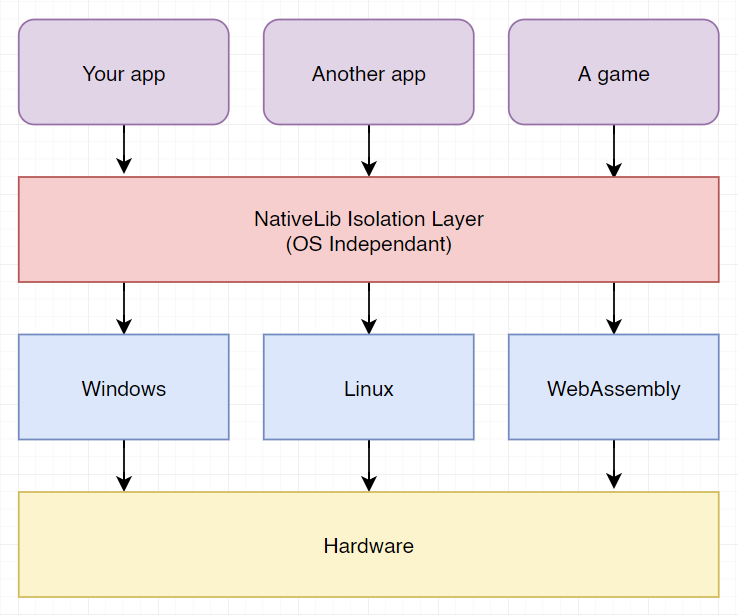 Your app
Another app
A game
NativeLib Isolation Layer
(OS Independant)
Windows
Linux
WebAssembly
Hardware